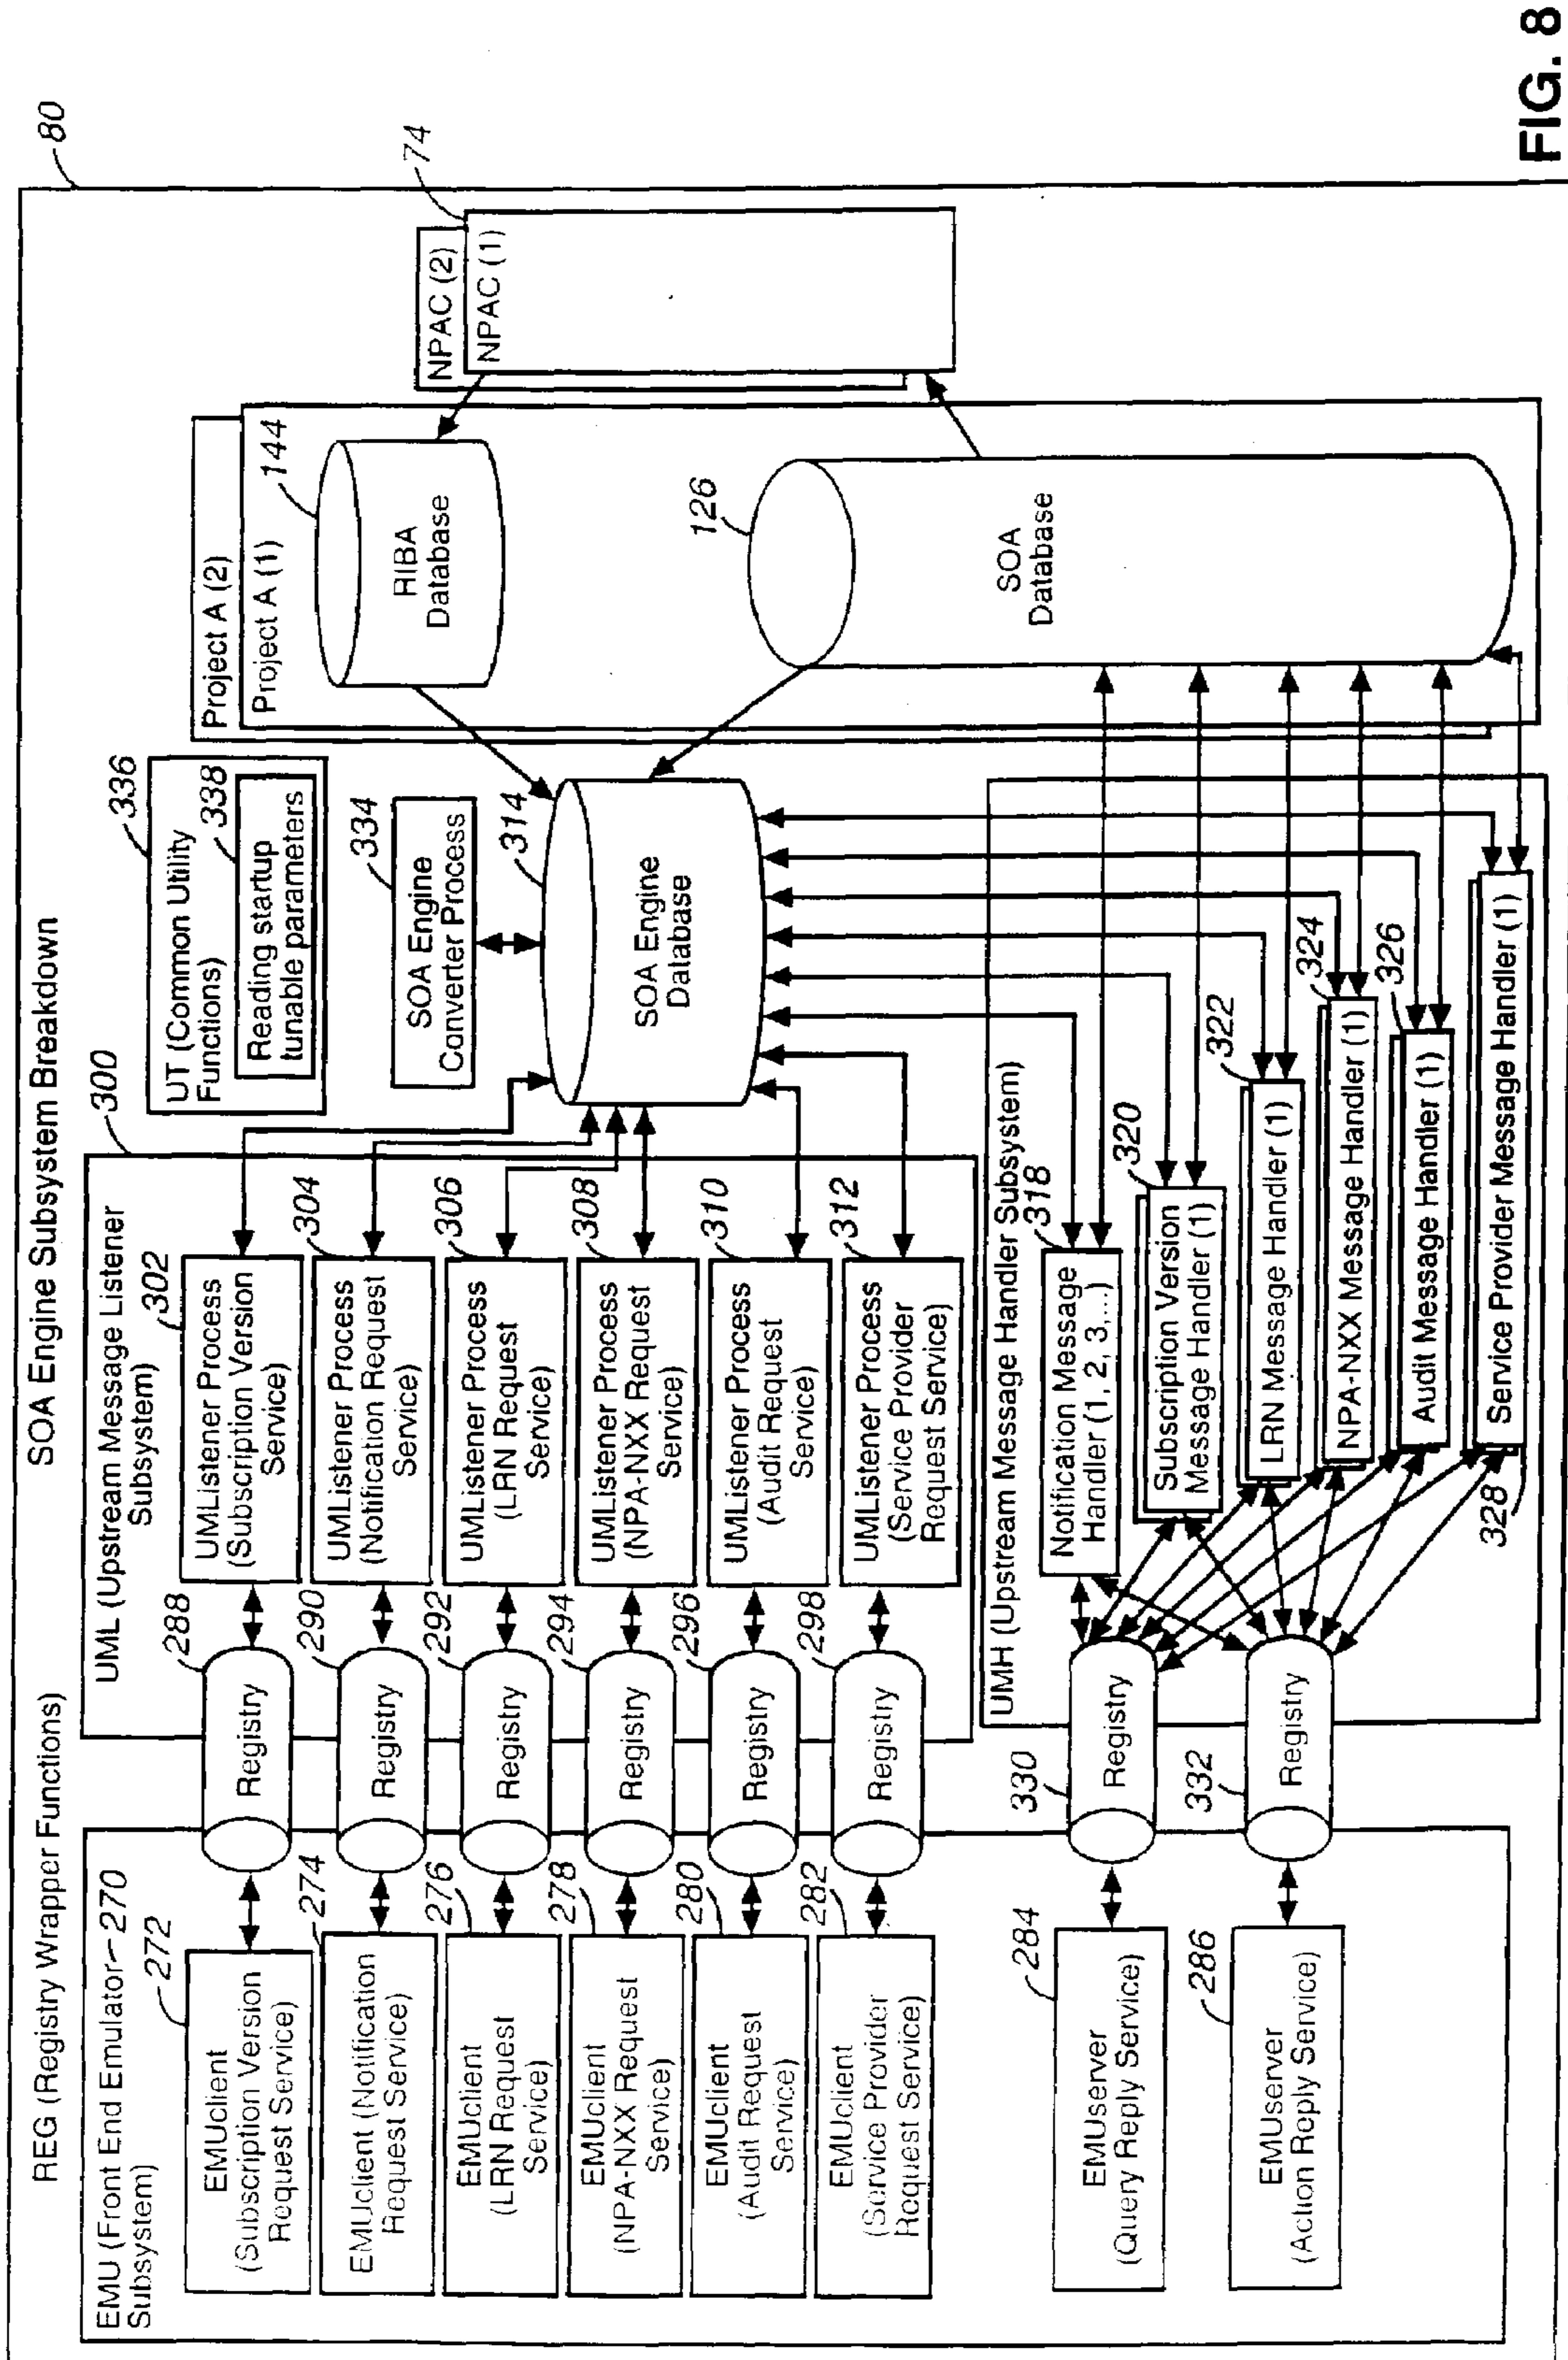 SOA Engine Subsystem Breakdown
80
REG (Registry Wrapper Functions)
EMU (Front End Emulator
Subsystem)
270
272
EMUclient
(Subscription Version
Request Service)
274
EMUclient (Notification
Request Service)
276
EMUclient
(LRN Request
Service)
278
EMUclient
(NPA-NXX Request
Service)
280
EMUclient
(Audit Request
Service)
282
EMUclient
(Service Provider
Request Service)
284
EMUserver
(Query Reply Service)
286
EMUserver
(Action Reply Service)
288
Registry
290
Registry
292
Registry
294
Registry
296
Registry
298
Registry
330
Registry
332
Registry
UML (Upstream Message Listener
Subsystem)
300
302
UMListener Process
(Subscription Version
Service)
304
UMListener Process
(Notification Request
Service)
306
UMListener Process
(LRN Request
Service)
308
UMListener Process
(NPA-NXX Request
Service)
310
UMListener Process
(Audit Request
Service)
312
UMListener Process
(Service Provider
Request Service)
UMH (Upstream Message Handler Subsystem)
318
Notification Message
Handler (1, 2, 3,...)
320
Subscription Version
Message Handler (1)
322
LRN Message Handler (1)
324
NPA-NXX Message Handler (1)
326
Audit Message Handler (1)
Service Provider Message Handler (1)
328
336
UT (Common Utility
Functions)
338
Reading startup
tunable parameters
334
SOA Engine
Converter Process
314
SOA Engine
Database
Project A (2)
Project A (1)
144
RIBA
Database
126
SOA
Database
74
NPAC (2)
NPAC (1)
FIG. 8